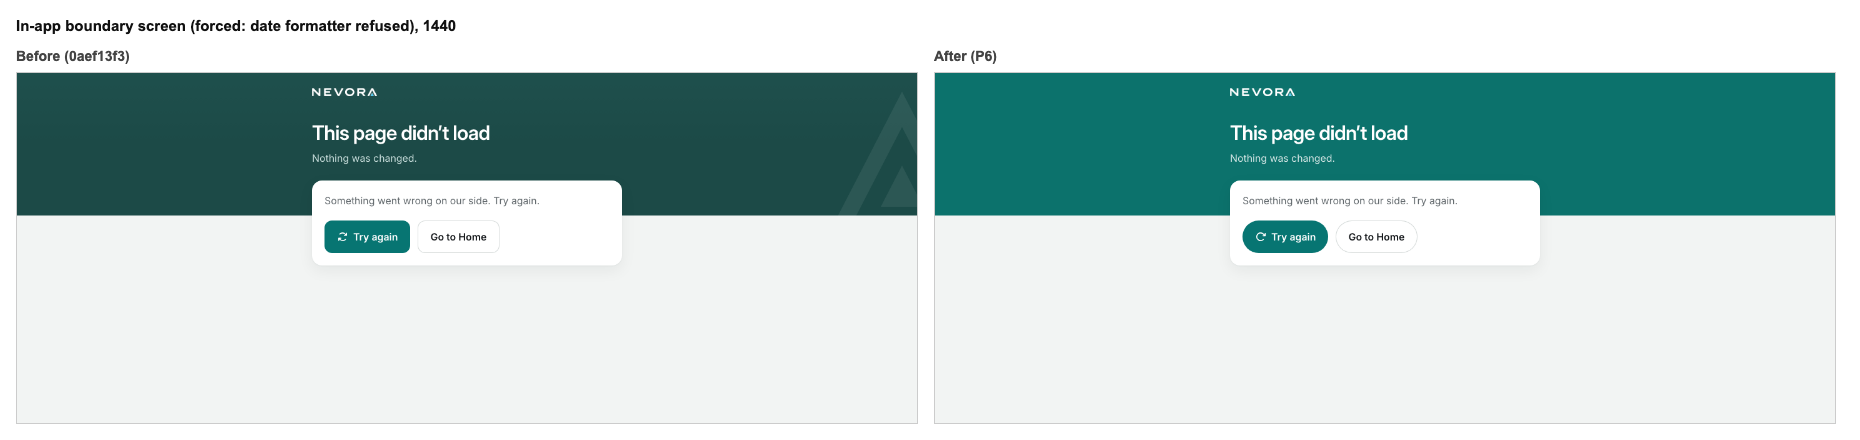 In-app boundary screen (forced: date formatter refused), 1440
Before (0aef13f3)
NEVORA
This page didn’t load
Nothing was changed.
Something went wrong on our side. Try again.
Try again
Go to Home
After (P6)
NEVORA
This page didn’t load
Nothing was changed.
Something went wrong on our side. Try again.
Try again
Go to Home